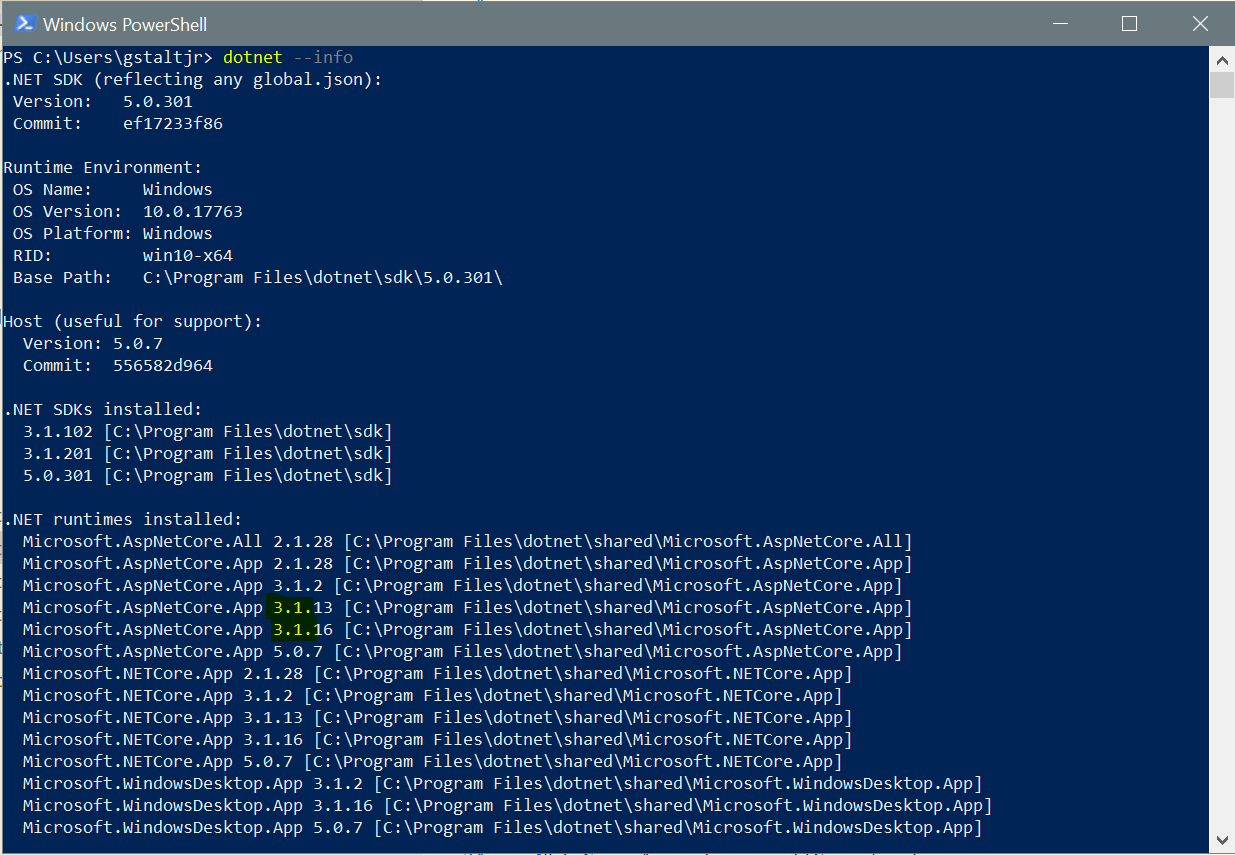 Windows PowerShell
PS C:\Users\gstaltjr> dotnet --info
.NET SDK (reflecting any global.json):
 Version:   5.0.301
 Commit:    ef17233f86

Runtime Environment:
 OS Name:     Windows
 OS Version:  10.0.17763
 OS Platform: Windows
 RID:         win10-x64
 Base Path:   C:\Program Files\dotnet\sdk\5.0.301\

Host (useful for support):
  Version: 5.0.7
  Commit:  556582d964

.NET SDKs installed:
  3.1.102 [C:\Program Files\dotnet\sdk]
  3.1.201 [C:\Program Files\dotnet\sdk]
  5.0.301 [C:\Program Files\dotnet\sdk]

.NET runtimes installed:
  Microsoft.AspNetCore.All 2.1.28 [C:\Program Files\dotnet\shared\Microsoft.AspNetCore.All]
  Microsoft.AspNetCore.App 2.1.28 [C:\Program Files\dotnet\shared\Microsoft.AspNetCore.App]
  Microsoft.AspNetCore.App 3.1.2 [C:\Program Files\dotnet\shared\Microsoft.AspNetCore.App]
  Microsoft.AspNetCore.App 3.1.13 [C:\Program Files\dotnet\shared\Microsoft.AspNetCore.App]
  Microsoft.AspNetCore.App 3.1.16 [C:\Program Files\dotnet\shared\Microsoft.AspNetCore.App]
  Microsoft.AspNetCore.App 5.0.7 [C:\Program Files\dotnet\shared\Microsoft.AspNetCore.App]
  Microsoft.NETCore.App 2.1.28 [C:\Program Files\dotnet\shared\Microsoft.NETCore.App]
  Microsoft.NETCore.App 3.1.2 [C:\Program Files\dotnet\shared\Microsoft.NETCore.App]
  Microsoft.NETCore.App 3.1.13 [C:\Program Files\dotnet\shared\Microsoft.NETCore.App]
  Microsoft.NETCore.App 3.1.16 [C:\Program Files\dotnet\shared\Microsoft.NETCore.App]
  Microsoft.NETCore.App 5.0.7 [C:\Program Files\dotnet\shared\Microsoft.NETCore.App]
  Microsoft.WindowsDesktop.App 3.1.2 [C:\Program Files\dotnet\shared\Microsoft.WindowsDesktop.App]
  Microsoft.WindowsDesktop.App 3.1.16 [C:\Program Files\dotnet\shared\Microsoft.WindowsDesktop.App]
  Microsoft.WindowsDesktop.App 5.0.7 [C:\Program Files\dotnet\shared\Microsoft.WindowsDesktop.App]